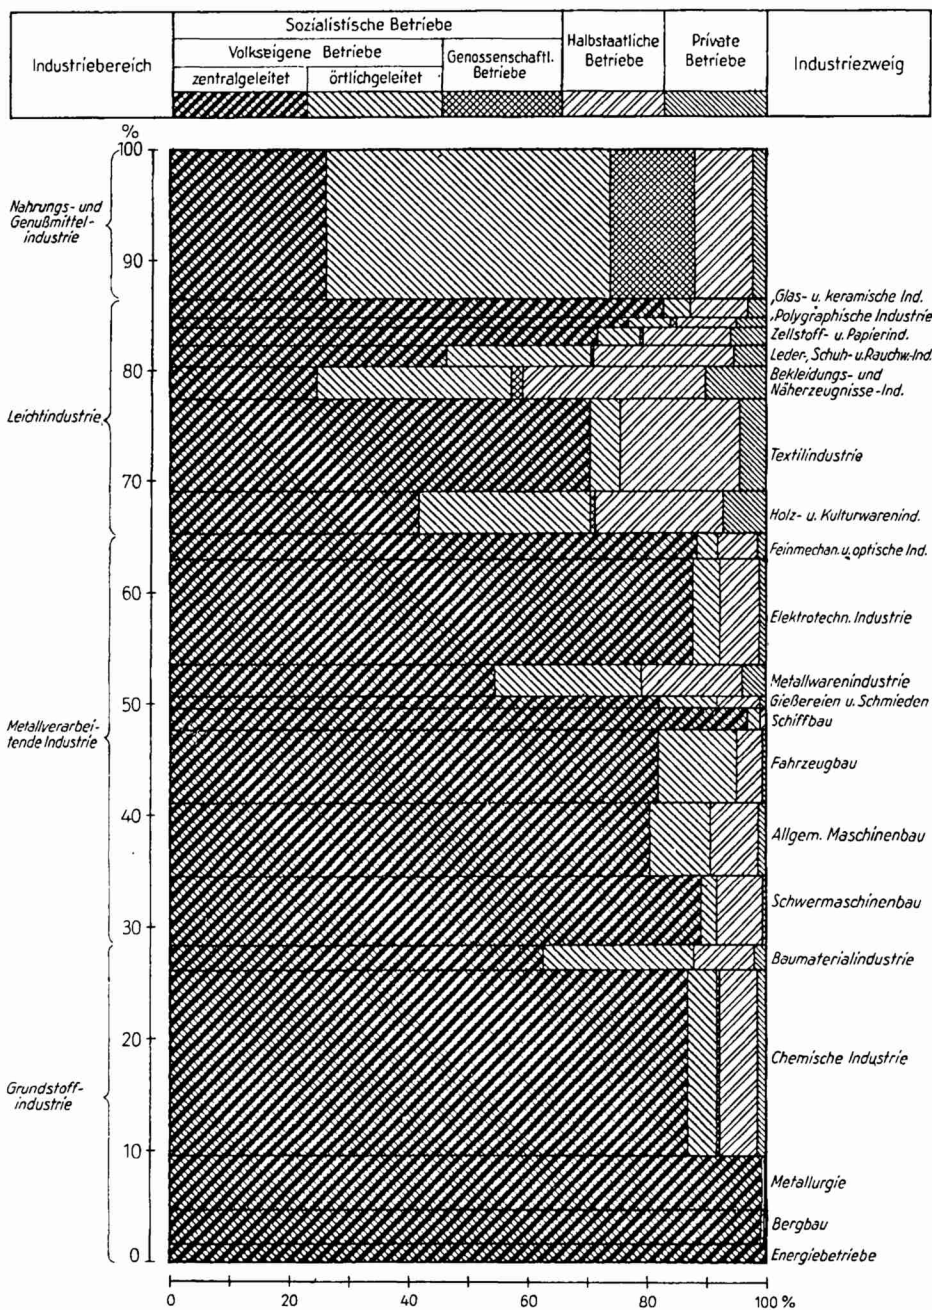 Industriebereich
Sozialistische Betriebe
Volkseigene Betriebe
zentralgeleitet
örtlichgeleitet
Genossenschaftl.
Betriebe
Halbstaatliche
Betriebe
Private
Betriebe
Industriezweig
%
100
90
80
70
60
50
40
30
20
10
0
Nahrungs- und
Genußmittel-
industrie
Leichtindustrie
Metallverarbei-
tende Industrie
Grundstoff-
industrie
Glas- u. keramische Ind.
Polygraphische Industrie
Zellstoff- u. Papierind.
Leder-, Schuh- u. Rauchw.-Ind.
Bekleidungs- und
Näherzeugnisse-Ind.
Textilindustrie
Holz- u. Kulturwarenind.
Feinmechan. u. optische Ind.
Elektrotechn. Industrie
Metallwarenindustrie
Gießereien u. Schmieden
Schiffbau
Fahrzeugbau
Allgem. Maschinenbau
Schwermaschinenbau
Baumaterialindustrie
Chemische Industrie
Metallurgie
Bergbau
Energiebetriebe
0 20 40 60 80 100 %